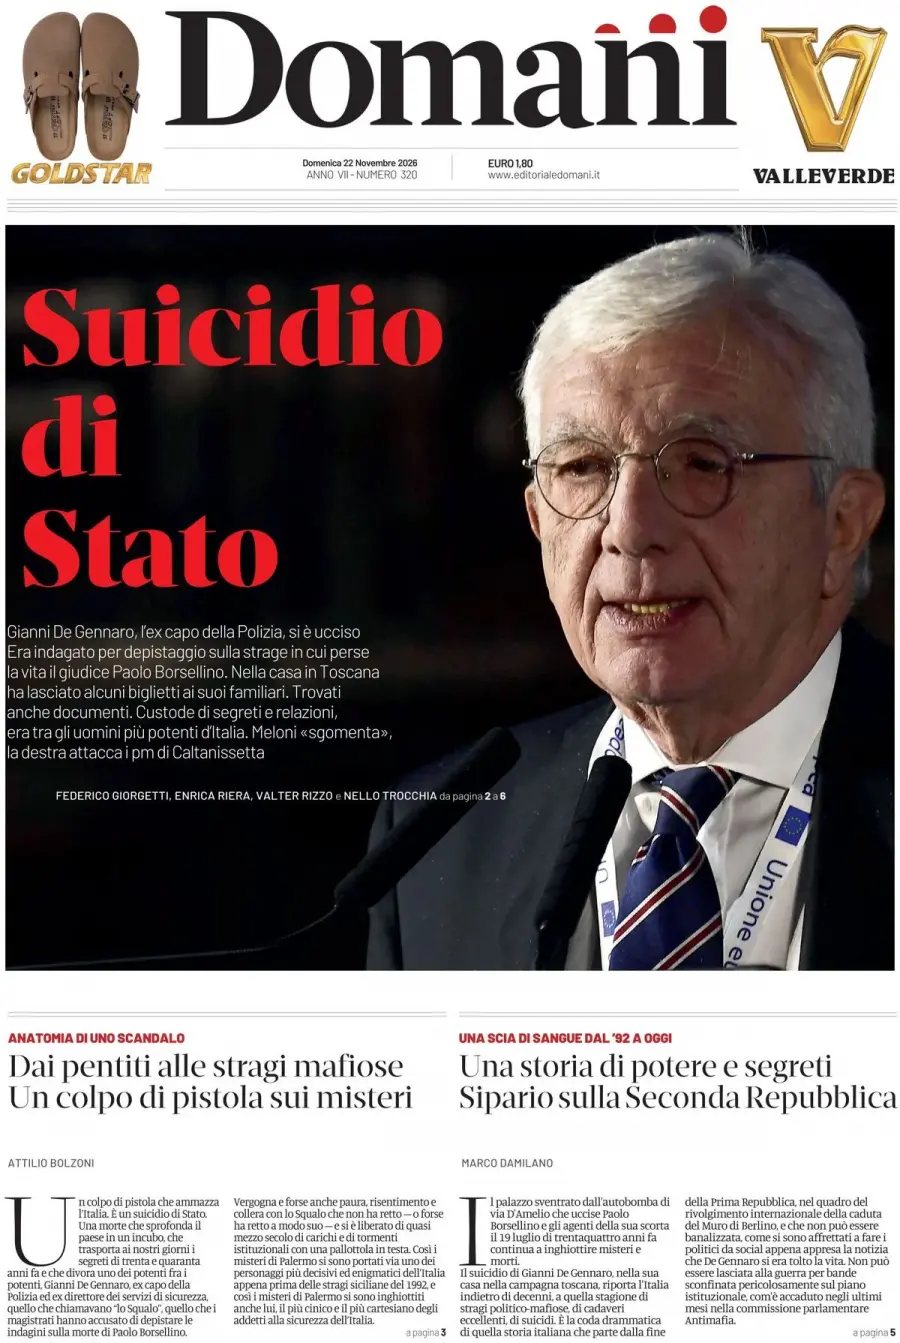 GOLDSTAR
Domani
Domenica 22 Novembre 2026
ANNO VII - NUMERO 320
EURO 1,80
www.editorialedomani.it
VALLEVERDE
Suicidio
di
Stato
Gianni De Gennaro, l'ex capo della Polizia, si è ucciso
Era indagato per depistaggio sulla strage in cui perse
la vita il giudice Paolo Borsellino. Nella casa in Toscana
ha lasciato alcuni biglietti ai suoi familiari. Trovati
anche documenti. Custode di segreti e relazioni,
era tra gli uomini più potenti d'Italia. Meloni «sgomenta»,
la destra attacca i pm di Caltanissetta
FEDERICO GIORGETTI, ENRICA RIERA, VALTER RIZZO e NELLO TROCCHIA da pagina 2 a 6
Unione eu
ANATOMIA DI UNO SCANDALO
Dai pentiti alle stragi mafiose
Un colpo di pistola sui misteri
ATTILIO BOLZONI
Un colpo di pistola che ammazza
l'Italia. È un suicidio di Stato.
Una morte che sprofonda il
paese in un incubo, che
trasporta ai nostri giorni i
segreti di trenta e quaranta
anni fa e che divora uno dei potenti fra i
potenti, Gianni De Gennaro, ex capo della
Polizia ed ex direttore dei servizi di sicurezza,
quello che chiamavano "lo Squalo", quello che i
magistrati hanno accusato di depistare le
indagini sulla morte di Paolo Borsellino.
Vergogna e forse anche paura, risentimento e
collera con lo Squalo che non ha retto — o forse
ha retto a modo suo — e si è liberato di quasi
mezzo secolo di carichi e di tormenti
istituzionali con una pallottola in testa. Così i
misteri di Palermo si sono portati via uno dei
personaggi più decisivi ed enigmatici dell'Italia
appena prima delle stragi siciliane del 1992, e
così i misteri di Palermo si sono inghiottiti
anche lui, il più cinico e il più cartesiano degli
addetti alla sicurezza dell'Italia.
a pagina 3
UNA SCIA DI SANGUE DAL '92 A OGGI
Una storia di potere e segreti
Sipario sulla Seconda Repubblica
MARCO DAMILANO
Il palazzo sventrato dall'autobomba di
via D'Amelio che uccise Paolo
Borsellino e gli agenti della sua scorta
il 19 luglio di trentaquattro anni fa
continua a inghiottire misteri e
morti.
Il suicidio di Gianni De Gennaro, nella sua
casa nella campagna toscana, riporta l'Italia
indietro di decenni, a quella stagione di
stragi politico-mafiose, di cadaveri
eccellenti, di suicidi. È la coda drammatica
di quella storia italiana che parte dalla fine
della Prima Repubblica, nel quadro del
rivolgimento internazionale della caduta
del Muro di Berlino, e che non può essere
banalizzata, come si sono affrettati a fare i
politici da social appena appresa la notizia
che De Gennaro si era tolto la vita. Non può
essere lasciata alla guerra per bande
sconfinata pericolosamente sul piano
istituzionale, com'è accaduto negli ultimi
mesi nella commissione parlamentare
Antimafia.
a pagina 5